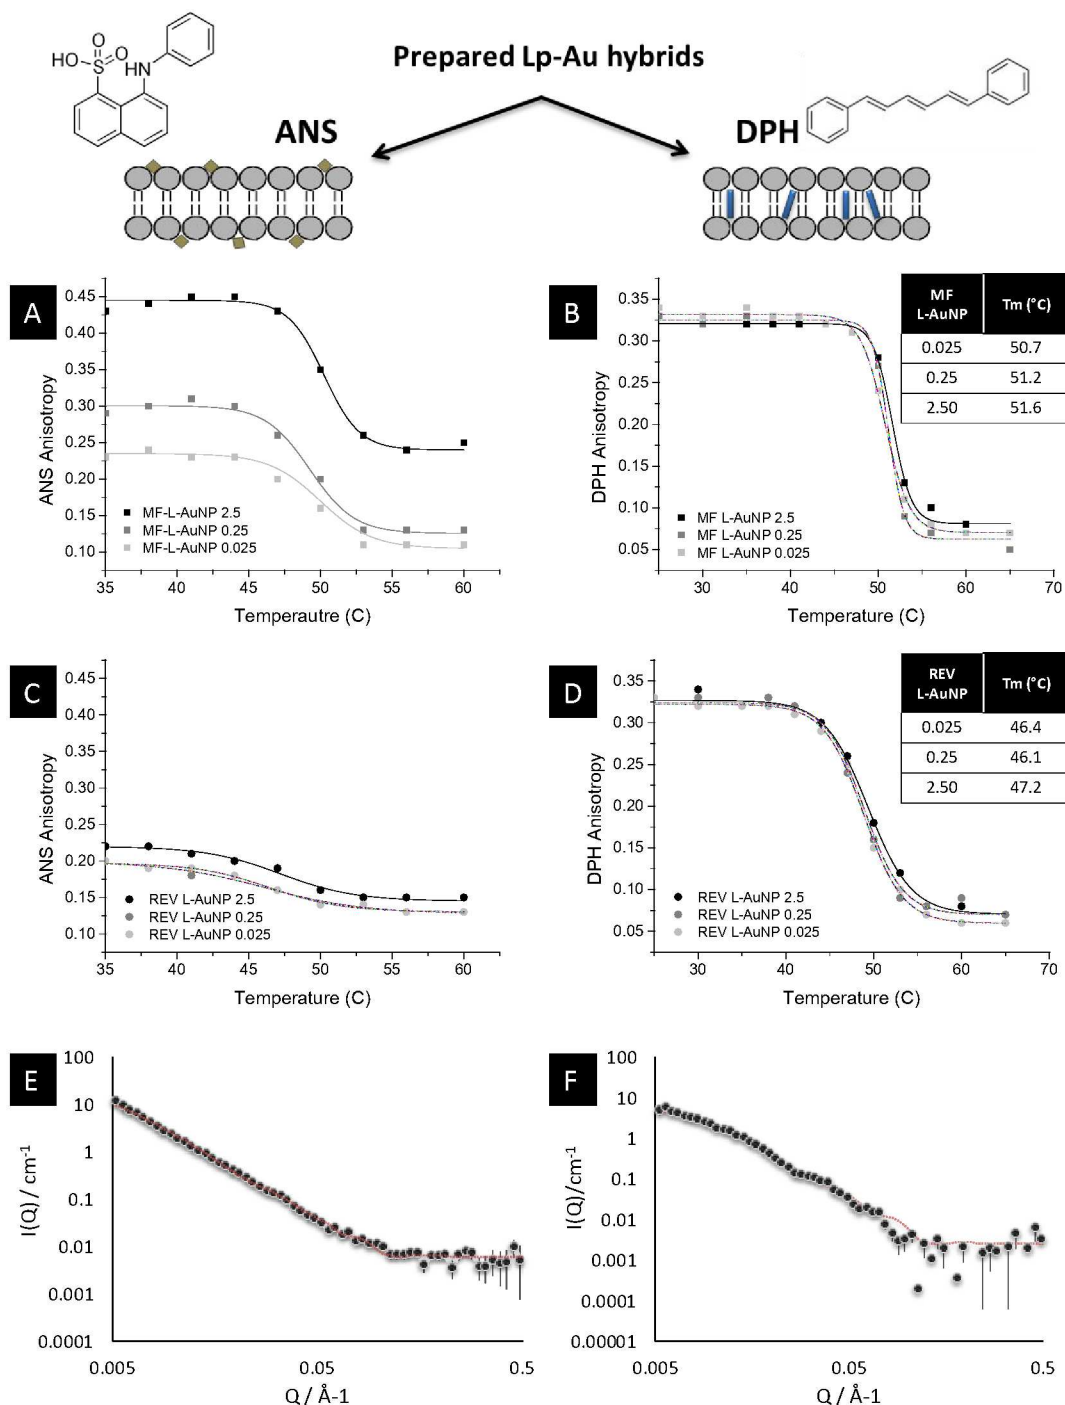 Prepared Lp-Au hybrids
O
HO S O
HN
ANS
DPH
A
0.45
0.40
0.35
0.30
0.25
0.20
0.15
0.10
ANS Anisotropy
MF-L-AuNP 2.5
MF-L-AuNP 0.25
MF-L-AuNP 0.025
35 40 45 50 55 60
Temperautre (C)
B
0.35
0.30
0.25
0.20
0.15
0.10
0.05
DPH Anisotropy
MF L-AuNP 2.5
MF L-AuNP 0.25
MF L-AuNP 0.025
30 40 50 60 70
Temperature (C)
MF L-AuNP Tm (°C)
0.025 50.7
0.25 51.2
2.50 51.6
C
0.45
0.40
0.35
0.30
0.25
0.20
0.15
0.10
ANS Anisotropy
REV L-AuNP 2.5
REV L-AuNP 0.25
REV L-AuNP 0.025
35 40 45 50 55 60
Temperature (C)
D
0.35
0.30
0.25
0.20
0.15
0.10
0.05
DPH Anisotropy
REV L-AuNP 2.5
REV L-AuNP 0.25
REV L-AuNP 0.025
30 40 50 60 70
Temperature (C)
REV L-AuNP Tm (°C)
0.025 46.4
0.25 46.1
2.50 47.2
E
100
10
1
0.1
0.01
0.001
0.0001
I(Q)/ cm-1
0.005 0.05 0.5
Q / Å-1
F
100
10
1
0.1
0.01
0.001
0.0001
0.00001
I(Q)/cm-1
0.005 0.05 0.5
Q / Å-1